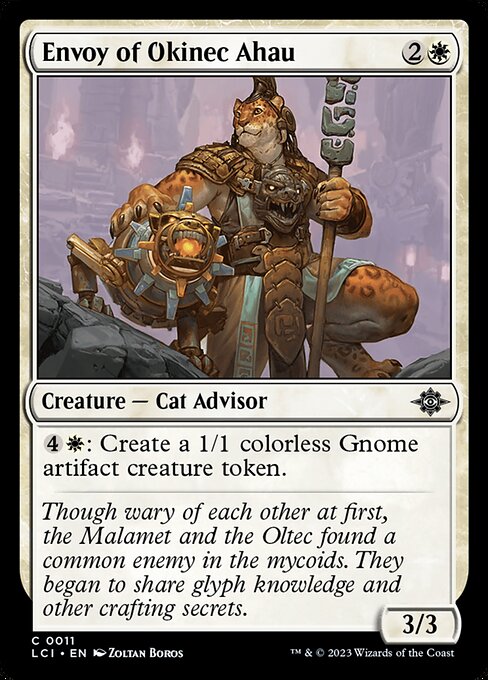 Envoy of Okinec Ahau 2
Creature — Cat Advisor
4: Create a 1/1 colorless Gnome
artifact creature token.
Though wary of each other at first,
the Malamet and the Oltec found a
common enemy in the mycoids. They
began to share glyph knowledge and
other crafting secrets.
3/3
C 0011
LCI • EN Zoltan Boros
™ & © 2023 Wizards of the Coast